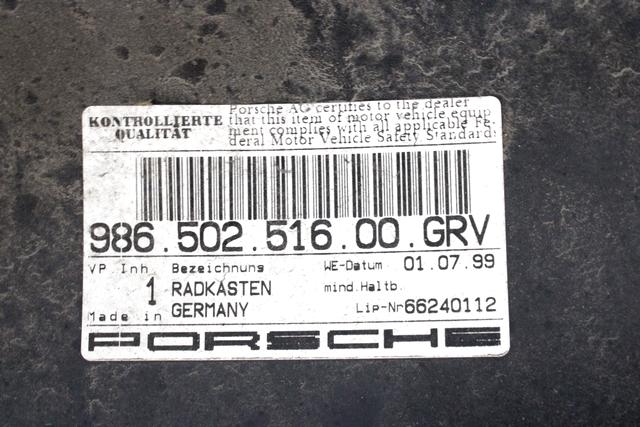 KONTROLLIERTE
QUALITÄT
Porsche AG certifies to the dealer
that this item of motor vehicle equip
ment complies with all applicable Fe-
deral Motor Vehicle Safety Standards
986.502.516.00.GRV
VP.Inh. Bezeichnung WE-Datum 01.07.99
1 RADKASTEN mind.Haltb.
Made in GERMANY Lip-Nr66240112
PORSCHE